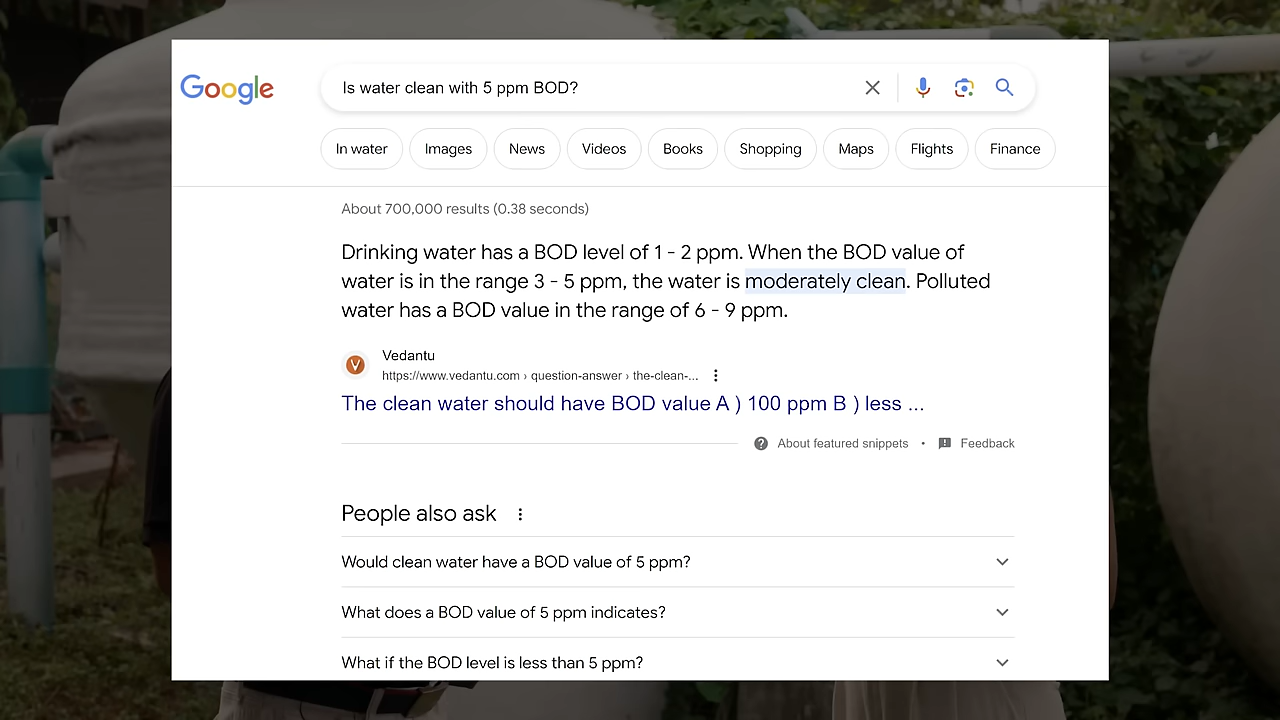 Google
Is water clean with 5 ppm BOD?
In water
Images
News
Videos
Books
Shopping
Maps
Flights
Finance
About 700,000 results (0.38 seconds)
Drinking water has a BOD level of 1 - 2 ppm. When the BOD value of
water is in the range 3 - 5 ppm, the water is moderately clean. Polluted
water has a BOD value in the range of 6 - 9 ppm.
V
Vedantu
https://www.vedantu.com › question-answer › the-clean-...
The clean water should have BOD value A ) 100 ppm B ) less ...
About featured snippets • Feedback
People also ask
Would clean water have a BOD value of 5 ppm?
What does a BOD value of 5 ppm indicates?
What if the BOD level is less than 5 ppm?